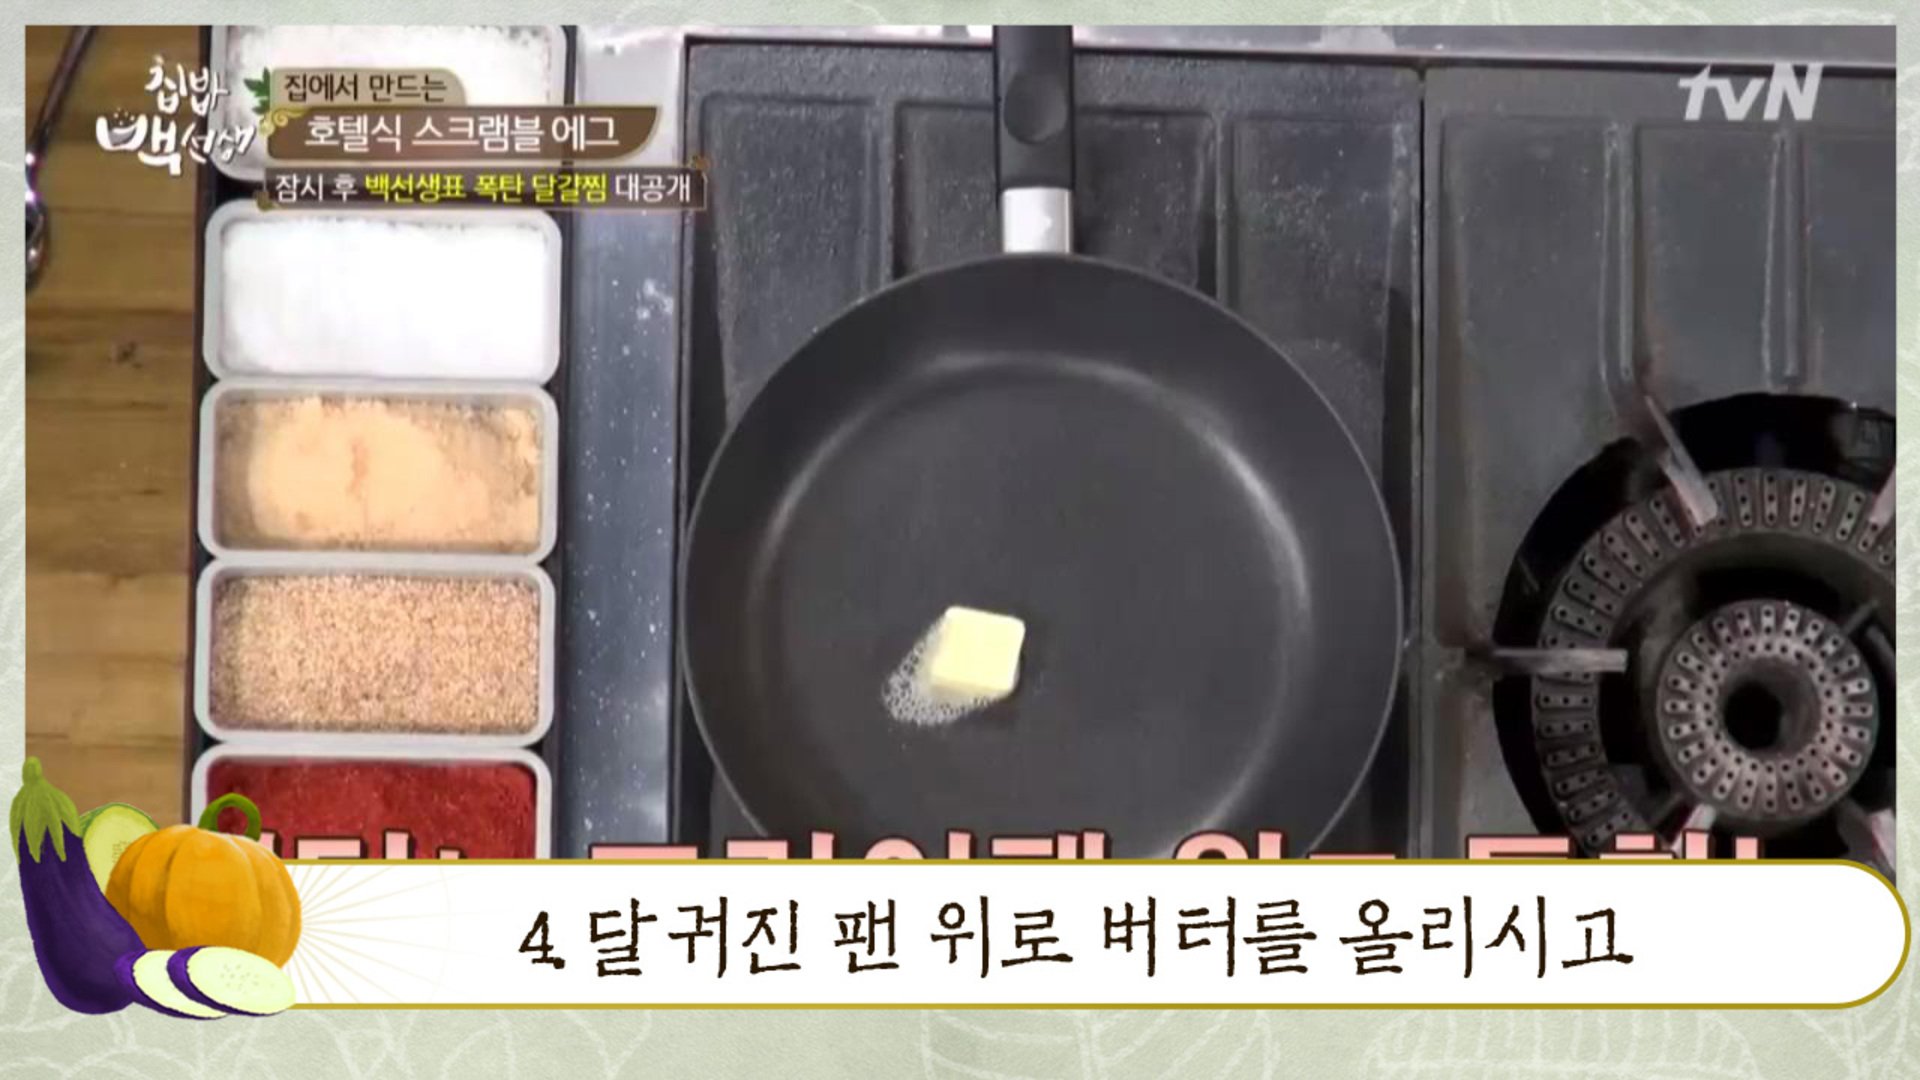 집밥
백선생
집에서 만드는
호텔식 스크램블 에그
잠시 후 백선생표 폭탄 달걀찜 대공개
tvN
4. 달궈진 팬 위로 버터를 올리시고